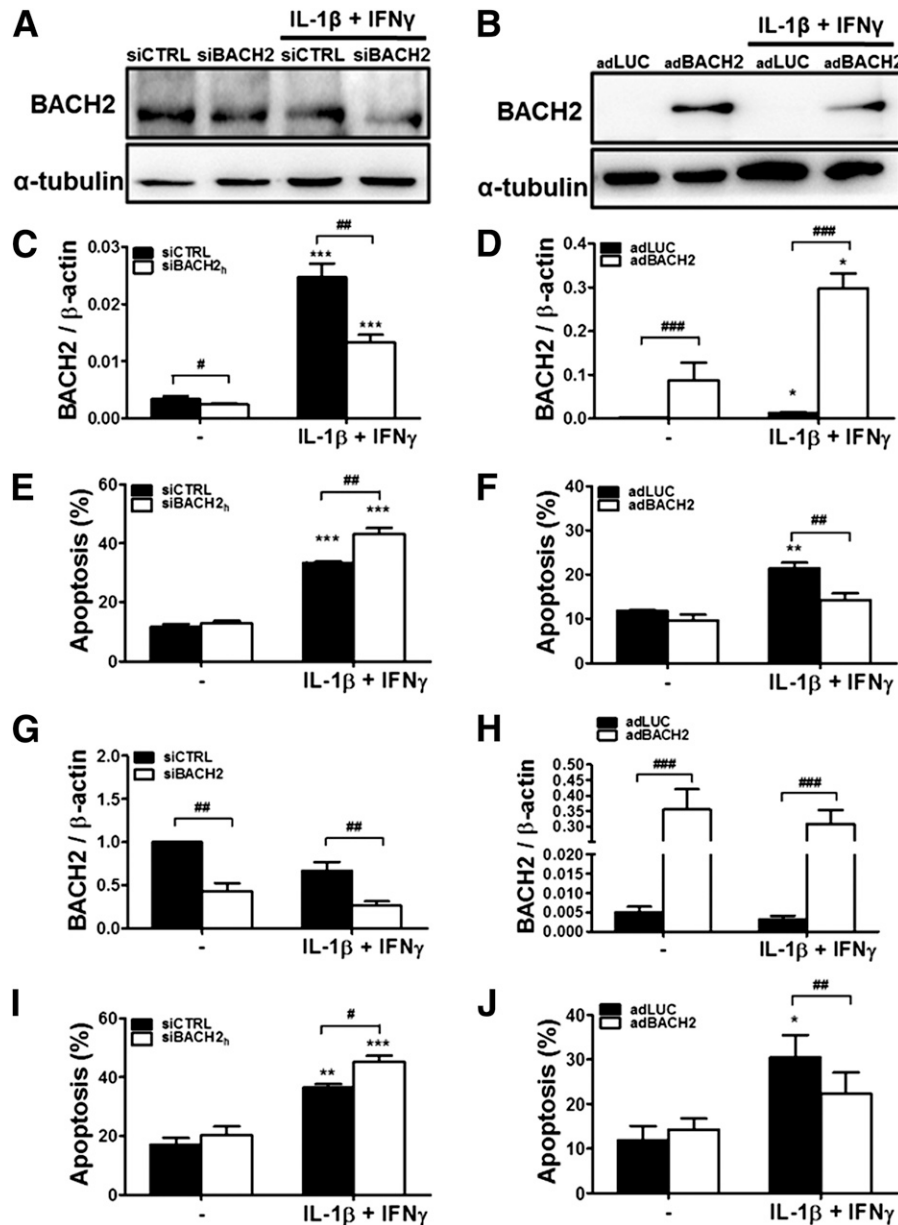 A
IL-1β + IFNγ
siCTRL siBACH2 siCTRL siBACH2
BACH2
α-tubulin
B
IL-1β + IFNγ
adLUC adBACH2 adLUC adBACH2
BACH2
α-tubulin
C
BACH2 / β-actin
0.03
0.02
0.01
0.00
siCTRL
siBACH2h
#
***
##
***
-
IL-1β + IFNγ
D
BACH2 / β-actin
0.4
0.3
0.2
0.1
0.0
adLUC
adBACH2
###
*
###
*
-
IL-1β + IFNγ
E
Apoptosis (%)
60
40
20
0
siCTRL
siBACH2h
##
***
***
-
IL-1β + IFNγ
F
Apoptosis (%)
40
30
20
10
0
adLUC
adBACH2
##
**
-
IL-1β + IFNγ
G
BACH2 / β-actin
2.0
1.5
1.0
0.5
0.0
siCTRL
siBACH2
##
##
-
IL-1β + IFNγ
H
BACH2 / β-actin
0.50
0.45
0.40
0.35
0.30
0.020
0.015
0.010
0.005
0.000
adLUC
adBACH2
###
###
-
IL-1β + IFNγ
I
Apoptosis (%)
60
40
20
0
siCTRL
siBACH2h
#
**
***
-
IL-1β + IFNγ
J
Apoptosis (%)
40
30
20
10
0
adLUC
adBACH2
##
*
-
IL-1β + IFNγ